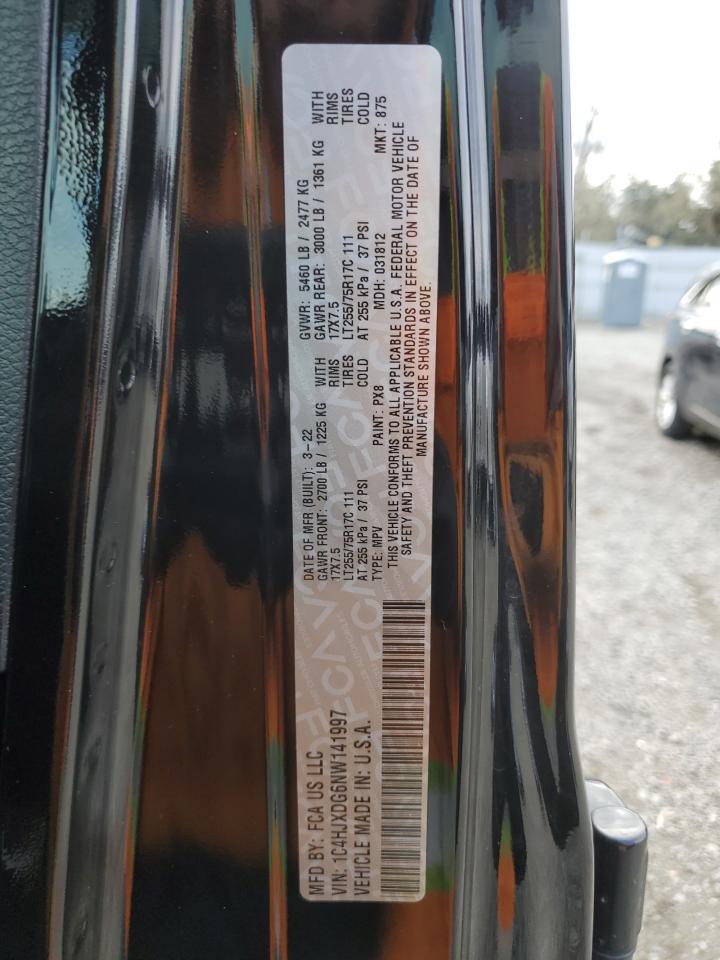 MFD BY: FCA US LLC
VIN: 1C4HJXDG6NW141997
VEHICLE MADE IN: U.S.A.
DATE OF MFR (BUILT): 3-22 GVWR: 5460 LB / 2477 KG
GAWR FRONT: 2700 LB / 1225 KG WITH GAWR REAR: 3000 LB / 1361 KG WITH
17X7.5 RIMS 17X7.5 RIMS
LT255/75R17C 111 TIRES LT255/75R17C 111 TIRES
AT 255 kPa / 37 PSI COLD AT 255 kPa / 37 PSI COLD
TYPE: MPV PAINT: PX8 MDH: 031812 MKT: 875
THIS VEHICLE CONFORMS TO ALL APPLICABLE U.S.A. FEDERAL MOTOR VEHICLE
SAFETY AND THEFT PREVENTION STANDARDS IN EFFECT ON THE DATE OF
MANUFACTURE SHOWN ABOVE.